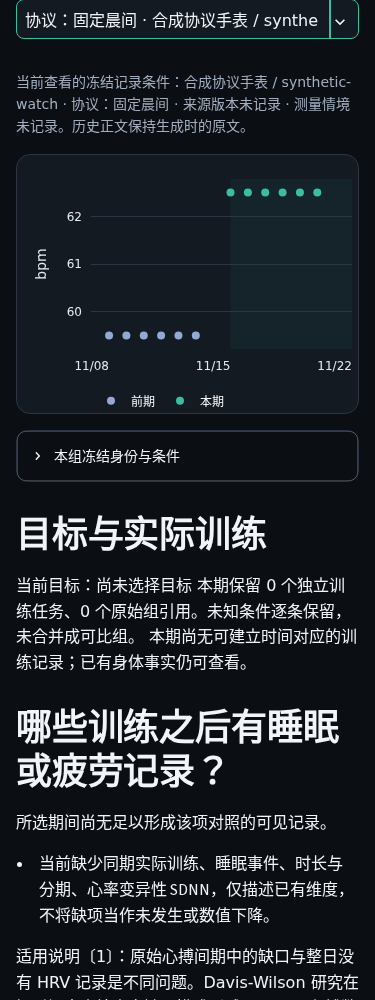 协议：固定晨间 · 合成协议手表 / synthe
当前查看的冻结记录条件：合成协议手表 / synthetic-
watch · 协议：固定晨间 · 来源版本未记录 · 测量情境
未记录。历史正文保持生成时的原文。
62
61
60
bpm
11/08 11/15 11/22
前期 本期
本组冻结身份与条件
目标与实际训练
当前目标：尚未选择目标 本期保留 0 个独立训
练任务、0 个原始组引用。未知条件逐条保留，
未合并成可比组。 本期尚无可建立时间对应的训
练记录；已有身体事实仍可查看。
哪些训练之后有睡眠
或疲劳记录？
所选期间尚无足以形成该项对照的可见记录。
• 当前缺少同期实际训练、睡眠事件、时长与
分期、心率变异性 SDNN，仅描述已有维度，
不将缺项当作未发生或数值下降。
适用说明〔1〕：原始心搏间期中的缺口与整日没
有 HRV 记录是不同问题。Davis-Wilson 研究在